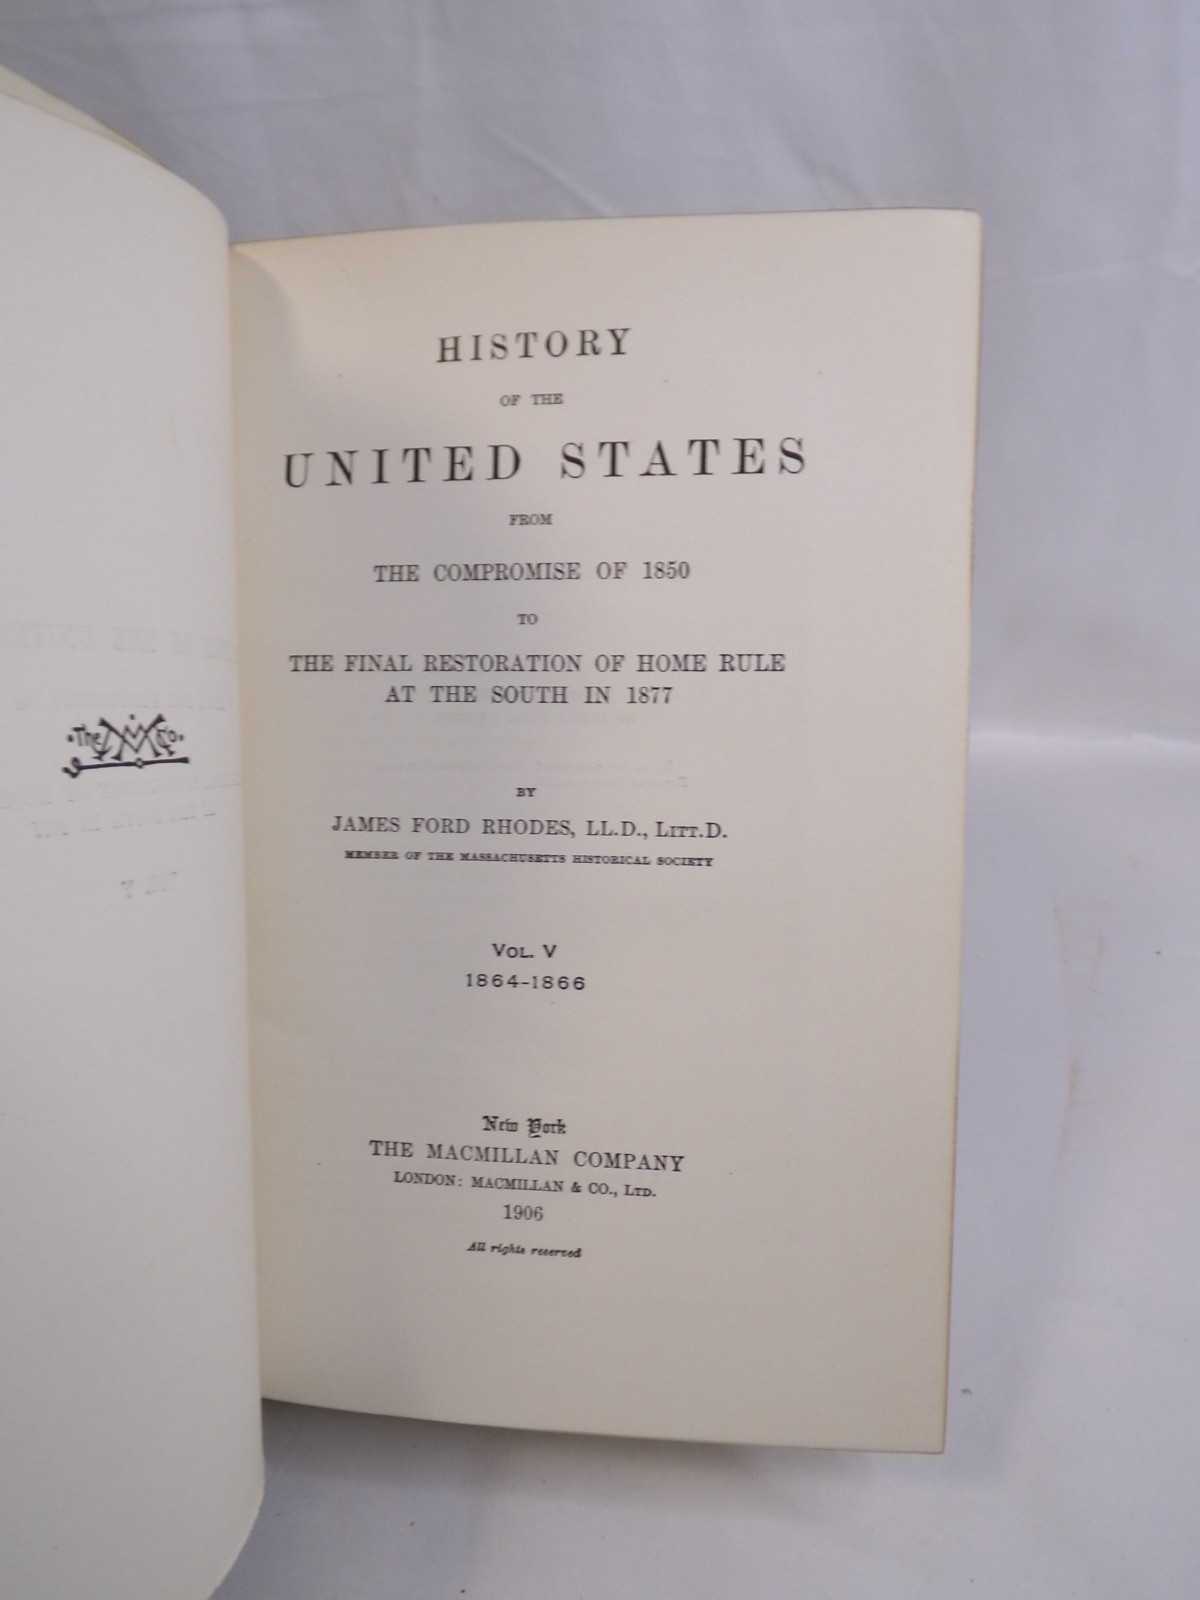 The M Co.
HISTORY
OF THE
UNITED STATES
FROM
THE COMPROMISE OF 1850
TO
THE FINAL RESTORATION OF HOME RULE
AT THE SOUTH IN 1877
BY
JAMES FORD RHODES, LL.D., LITT.D.
MEMBER OF THE MASSACHUSETTS HISTORICAL SOCIETY
VOL. V
1864-1866
New York
THE MACMILLAN COMPANY
LONDON: MACMILLAN & CO., LTD.
1906
All rights reserved